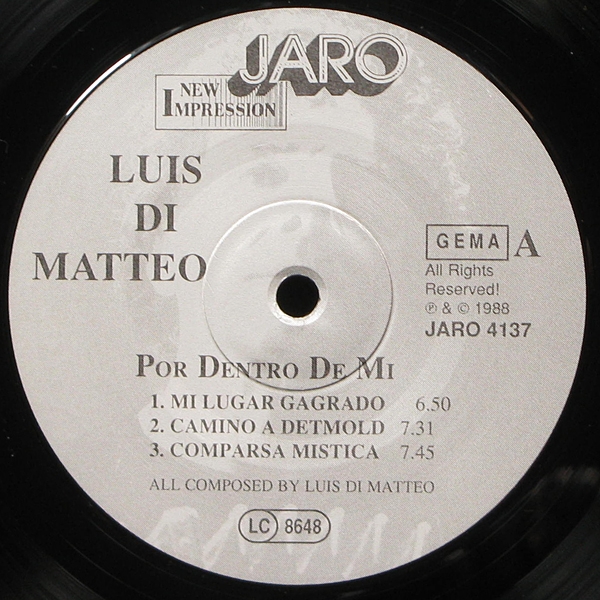 JARO
NEW
IMPRESSION
LUIS
DI
MATTEO
GEMA A
All Rights
Reserved!
℗ & © 1988
JARO 4137
POR DENTRO DE MI
1. MI LUGAR GAGRADO 6.50
2. CAMINO A DETMOLD 7.31
3. COMPARSA MISTICA 7.45
ALL COMPOSED BY LUIS DI MATTEO
LC 8648